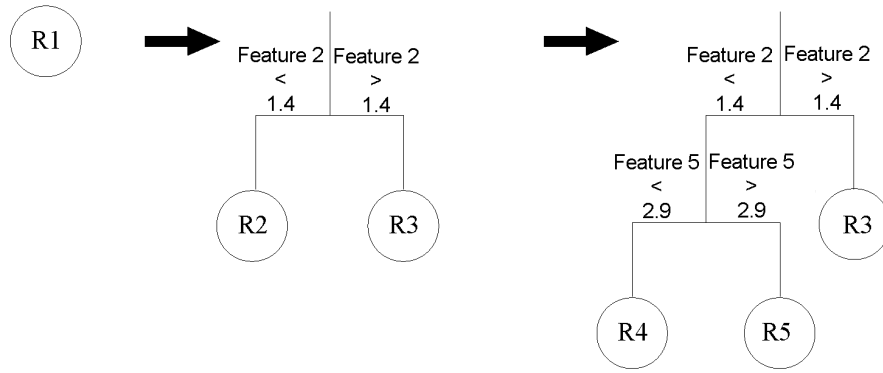 R1
Feature 2 Feature 2
< >
1.4 1.4
R2 R3
Feature 2 Feature 2
< >
1.4 1.4
Feature 5 Feature 5
< >
2.9 2.9
R3
R4 R5